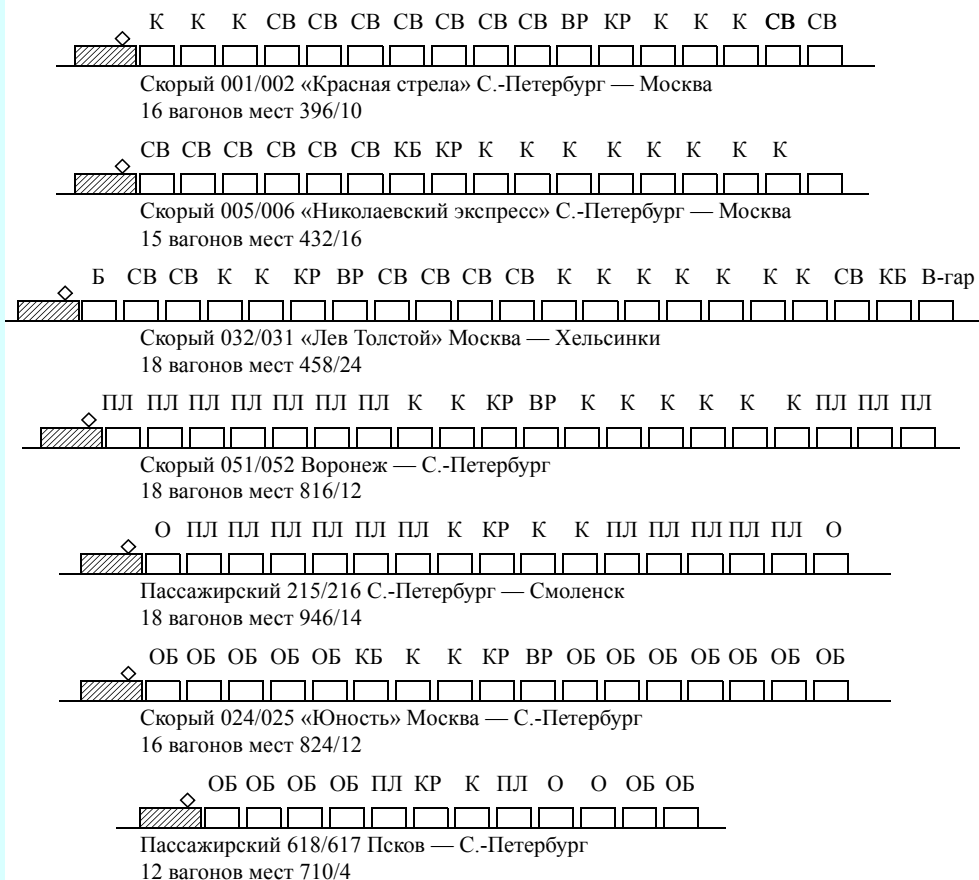 К К К СВ СВ СВ СВ СВ СВ СВ ВР КР К К К СВ СВ
Скорый 001/002 «Красная стрела» С.-Петербург — Москва
16 вагонов мест 396/10
СВ СВ СВ СВ СВ СВ КБ КР К К К К К К К К
Скорый 005/006 «Николаевский экспресс» С.-Петербург — Москва
15 вагонов мест 432/16
Б СВ СВ К К КР ВР СВ СВ СВ СВ К К К К К К К СВ КБ В-гар
Скорый 032/031 «Лев Толстой» Москва — Хельсинки
18 вагонов мест 458/24
ПЛ ПЛ ПЛ ПЛ ПЛ ПЛ ПЛ К К КР ВР К К К К К К ПЛ ПЛ ПЛ
Скорый 051/052 Воронеж — С.-Петербург
18 вагонов мест 816/12
О ПЛ ПЛ ПЛ ПЛ ПЛ ПЛ К КР К К ПЛ ПЛ ПЛ ПЛ ПЛ О
Пассажирский 215/216 С.-Петербург — Смоленск
18 вагонов мест 946/14
ОБ ОБ ОБ ОБ ОБ КБ К К КР ВР ОБ ОБ ОБ ОБ ОБ ОБ ОБ
Скорый 024/025 «Юность» Москва — С.-Петербург
16 вагонов мест 824/12
ОБ ОБ ОБ ОБ ПЛ КР К ПЛ О О ОБ ОБ
Пассажирский 618/617 Псков — С.-Петербург
12 вагонов мест 710/4